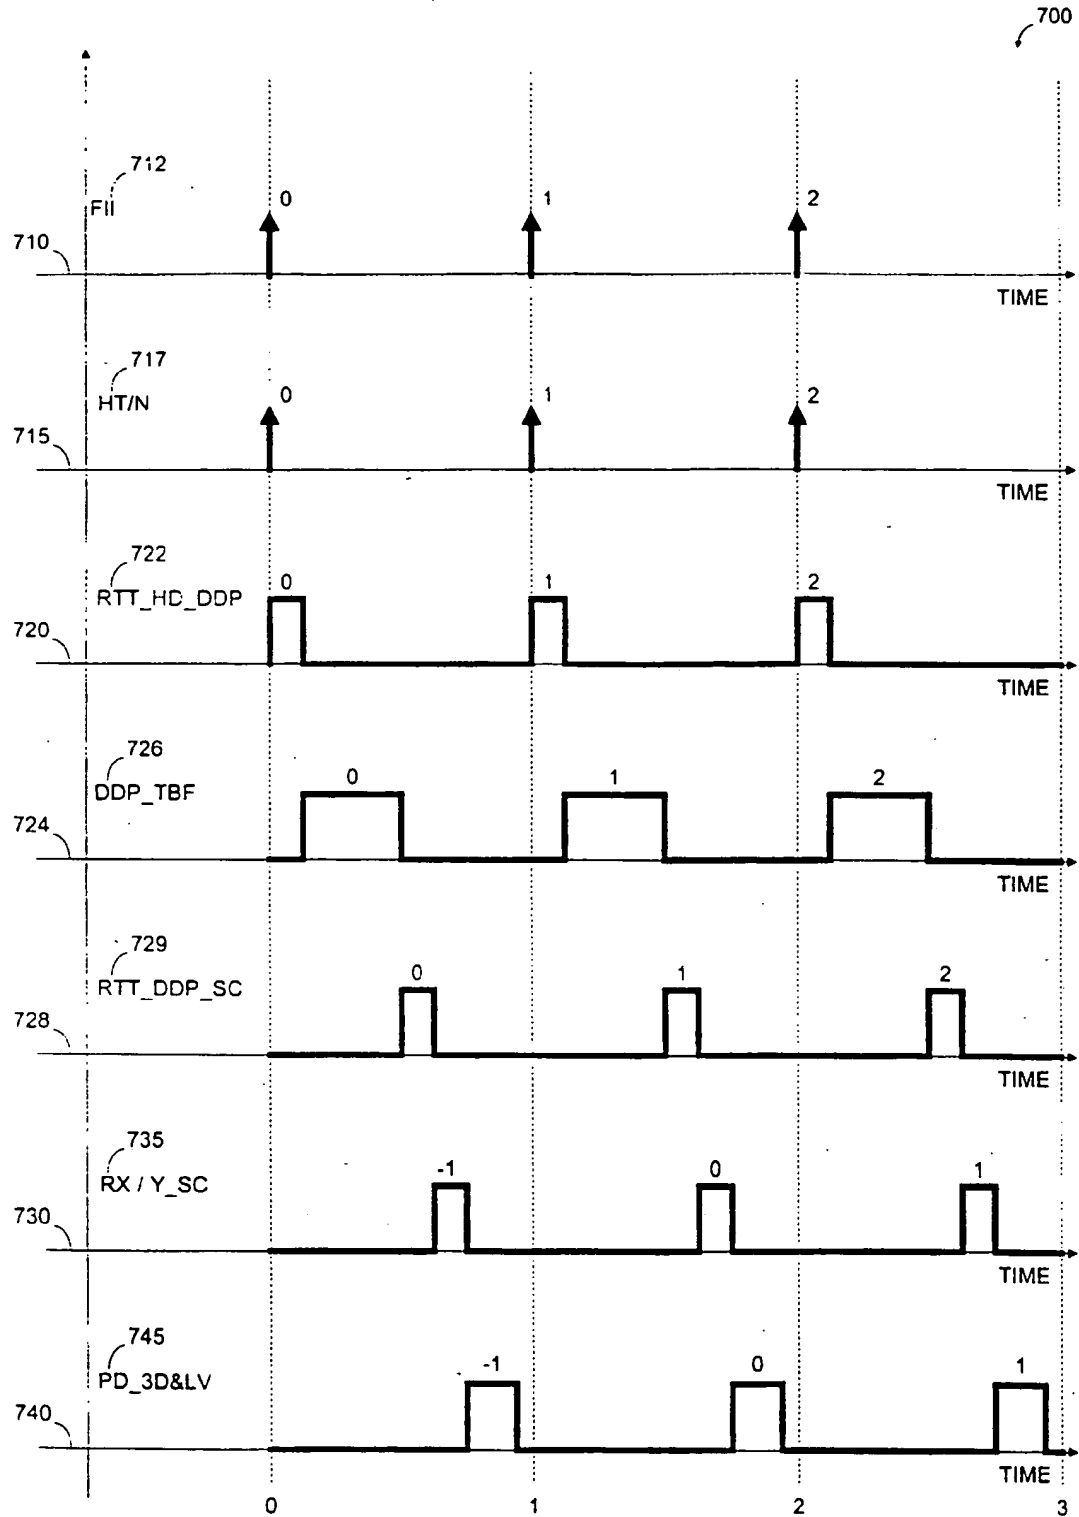 700
712
FII
0
1
2
710
TIME
717
HT/N
0
1
2
715
TIME
722
RTT_HD_DDP
0
1
2
720
TIME
726
DDP_TBF
0
1
2
724
TIME
729
RTT_DDP_SC
0
1
2
728
TIME
735
RX / Y_SC
-1
0
1
730
TIME
745
PD_3D&LV
-1
0
1
740
TIME
0
1
2
3